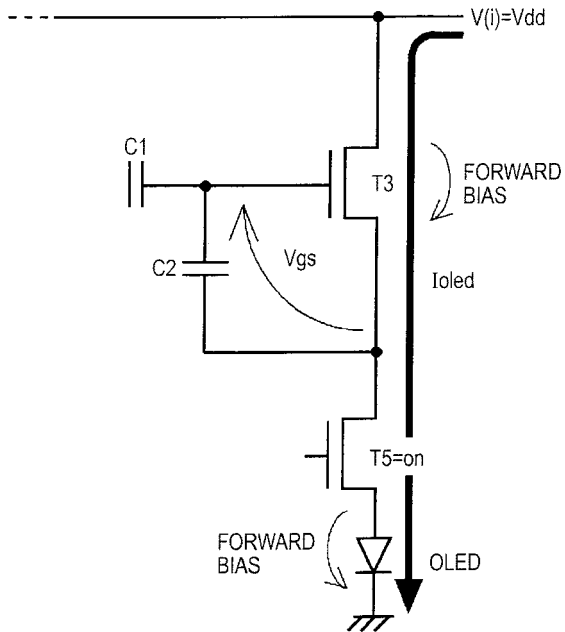 V(i)=Vdd
C1
T3
FORWARD
BIAS
C2
Vgs
Ioled
T5=on
FORWARD
BIAS
OLED